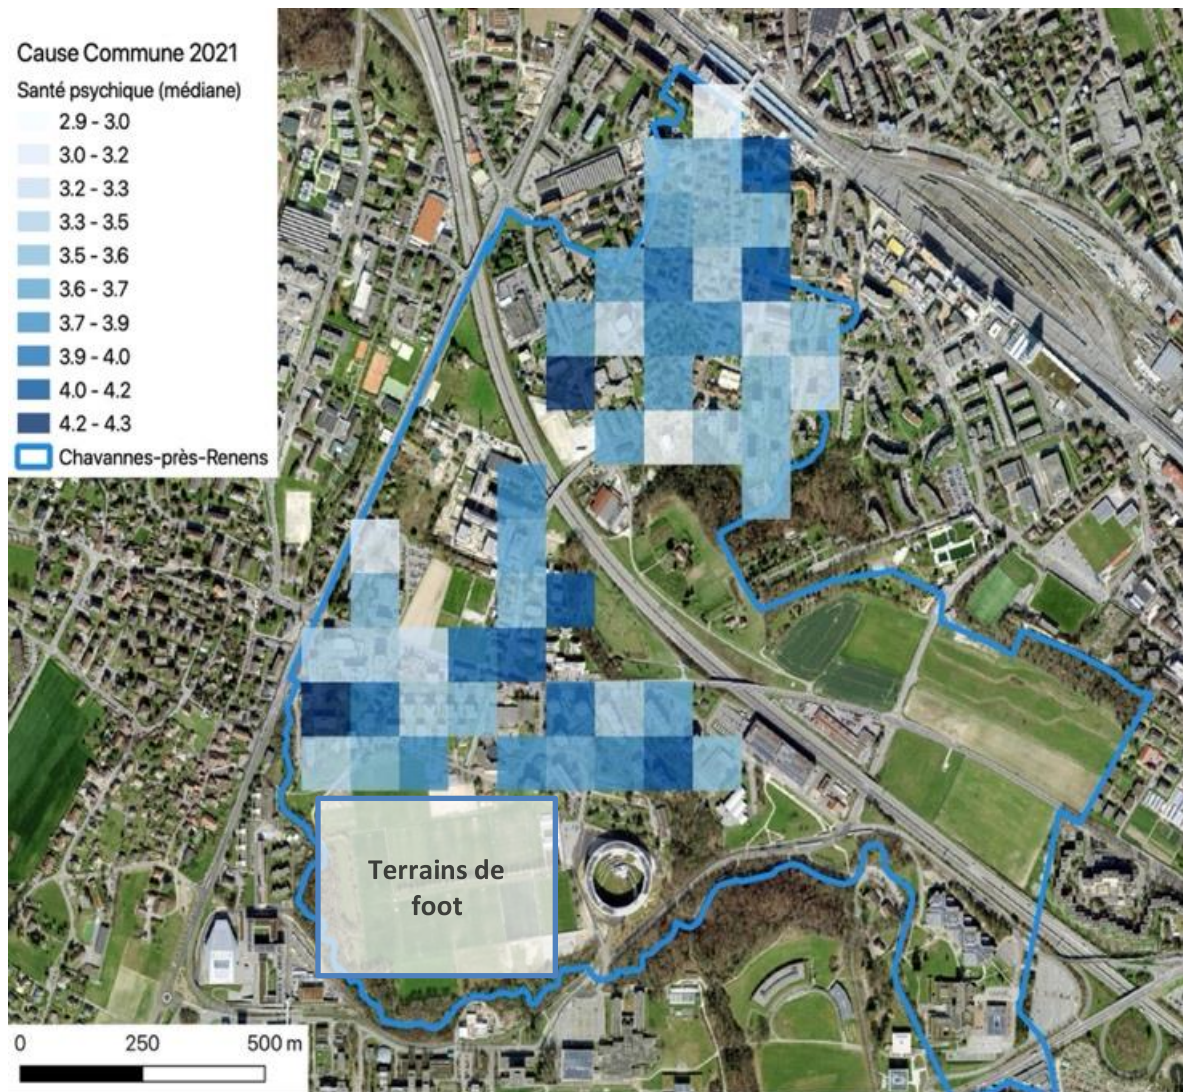 Cause Commune 2021
Santé psychique (médiane)
2.9 - 3.0
3.0 - 3.2
3.2 - 3.3
3.3 - 3.5
3.5 - 3.6
3.6 - 3.7
3.7 - 3.9
3.9 - 4.0
4.0 - 4.2
4.2 - 4.3
Chavannes-près-Renens
Terrains de
foot
0 250 500 m